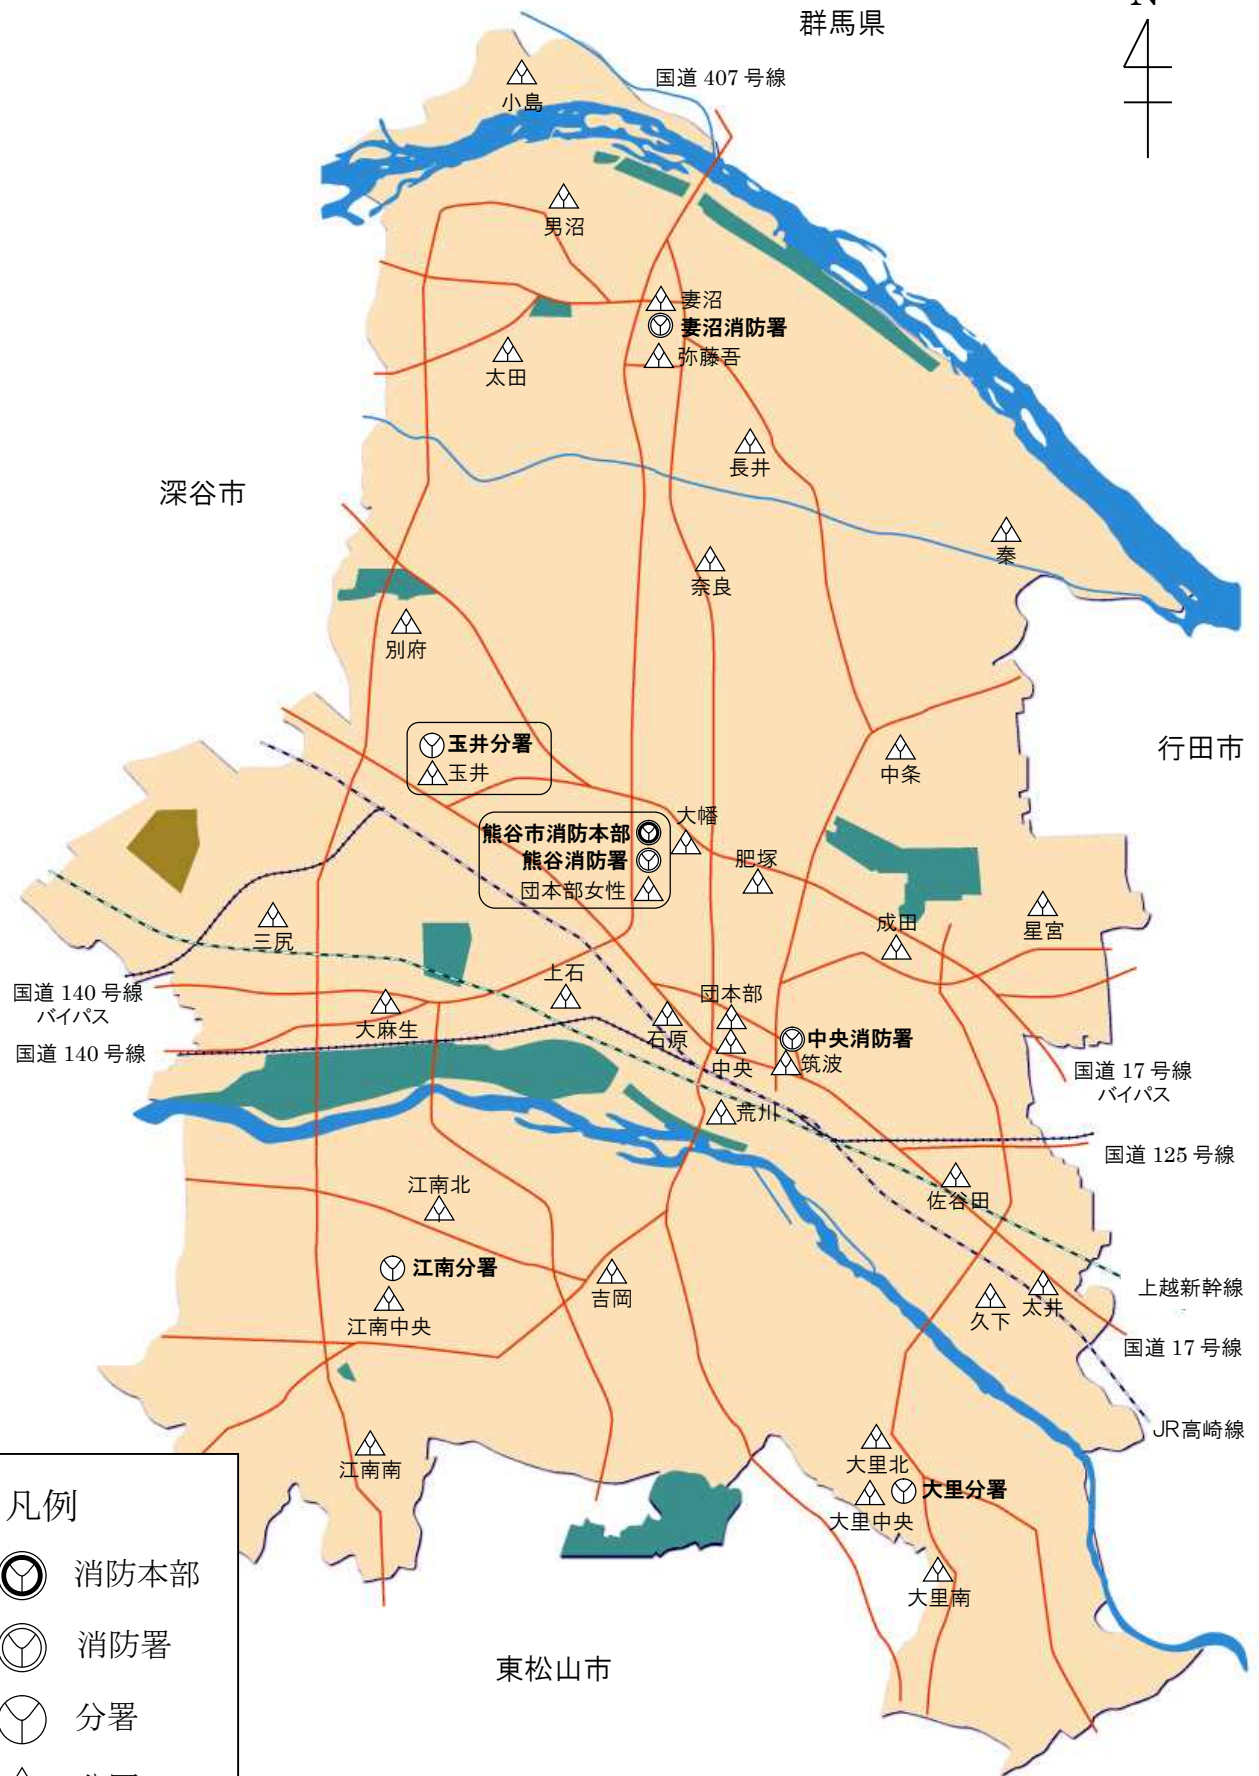 N
群馬県
国道 407 号線
小島
男沼
妻沼
妻沼消防署
弥藤吾
太田
長井
深谷市
秦
奈良
別府
玉井分署
玉井
中条
行田市
大幡
熊谷市消防本部
熊谷消防署
団本部女性
肥塚
成田
星宮
三尻
上石
国道 140 号線
バイパス
大麻生
団本部
石原
中央消防署
国道 140 号線
中央
筑波
国道 17 号線
バイパス
荒川
国道 125 号線
江南北
佐谷田
江南分署
吉岡
上越新幹線
久下
太井
江南中央
国道 17 号線
JR高崎線
江南南
大里北
大里分署
大里中央
大里南
凡例
消防本部
消防署
東松山市
分署